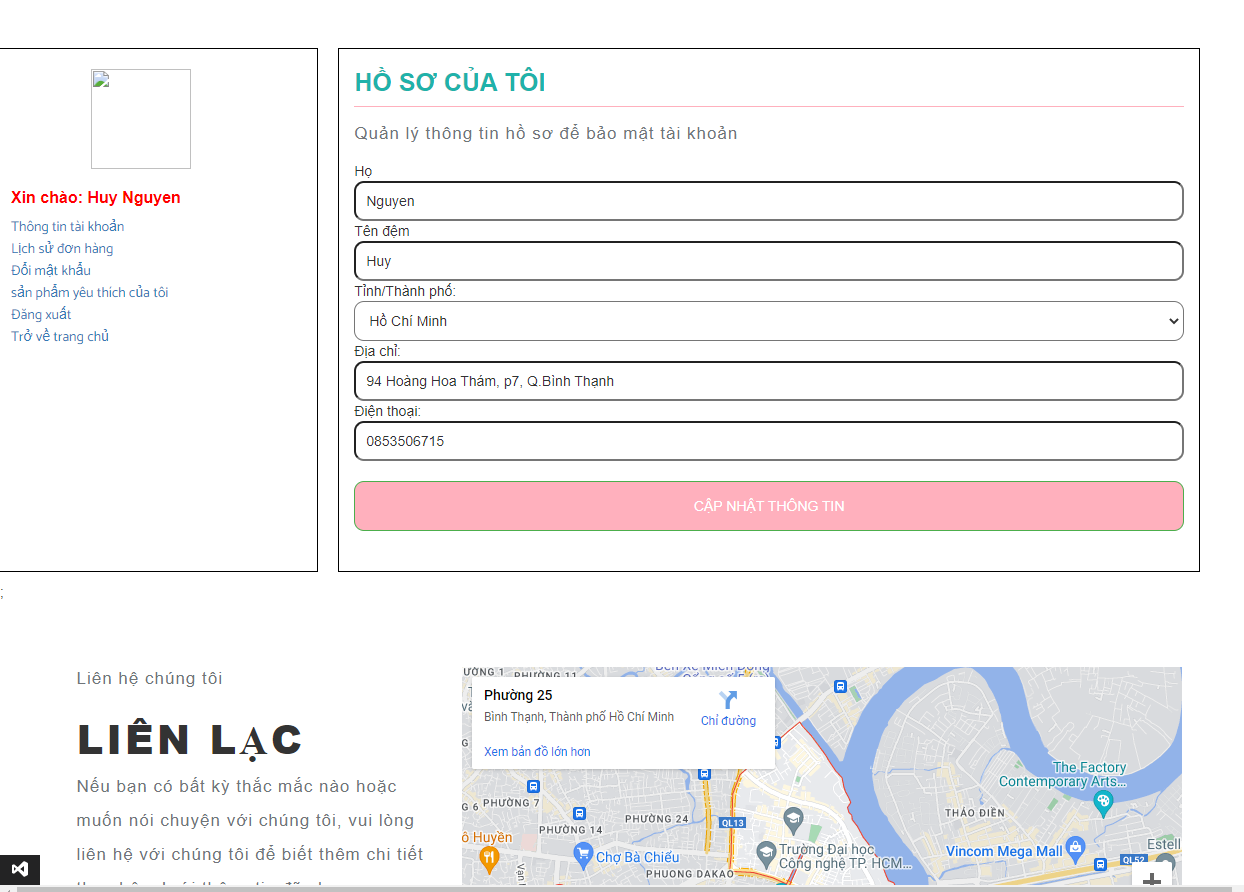 Xin chào: Huy Nguyen
Thông tin tài khoản
Lịch sử đơn hàng
Đổi mật khẩu
sản phẩm yêu thích của tôi
Đăng xuất
Trở về trang chủ
HỒ SƠ CỦA TÔI
Quản lý thông tin hồ sơ để bảo mật tài khoản
Họ
Nguyen
Tên đệm
Huy
Tỉnh/Thành phố:
Hồ Chí Minh
Địa chỉ:
94 Hoàng Hoa Thám, p7, Q.Bình Thạnh
Điện thoại:
0853506715
CẬP NHẬT THÔNG TIN
;
Liên hệ chúng tôi
LIÊN LẠC
Nếu bạn có bất kỳ thắc mắc nào hoặc
muốn nói chuyện với chúng tôi, vui lòng
liên hệ với chúng tôi để biết thêm chi tiết
Phường 25
Bình Thạnh, Thành phố Hồ Chí Minh
Chỉ đường
Xem bản đồ lớn hơn
PHƯỜNG 11
The Factory
Contemporary Arts...
PHƯỜNG 7
THẢO ĐIỀN
PHƯỜNG 24
QL13
PHƯỜNG 14
ô Huyền
Chợ Bà Chiểu
Trường Đại học
Công nghệ TP. HCM...
Vincom Mega Mall
Estell
QL52
PHUONG DAKAO